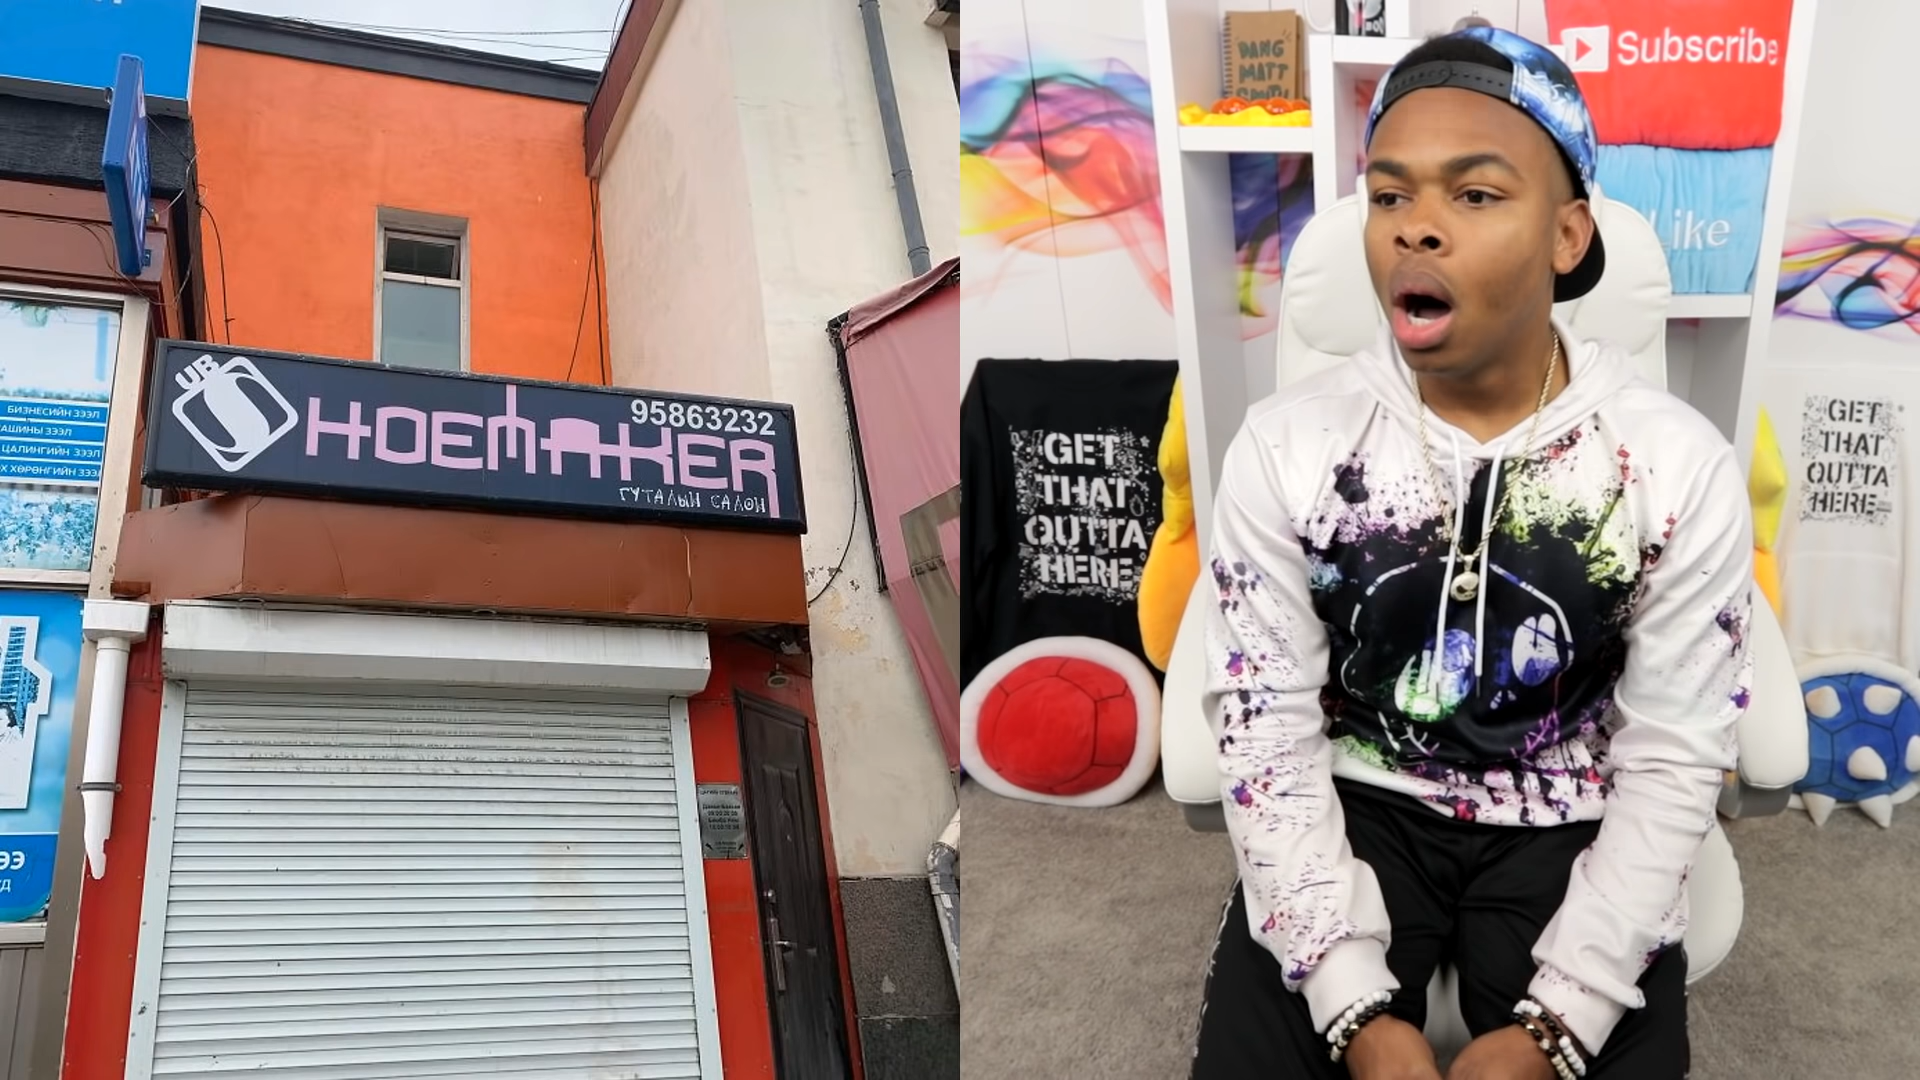 БИЗНЕСИЙН ЗЭЭЛ
ЦАЛИНГИЙН ЗЭЭЛ
UB
SHOEMAKER
95863232
ГУТАЛЫН САЛОН
DANG
MATT
Subscribe
Like
GET
THAT
OUTTA
HERE
GET
THAT
OUTTA
HERE